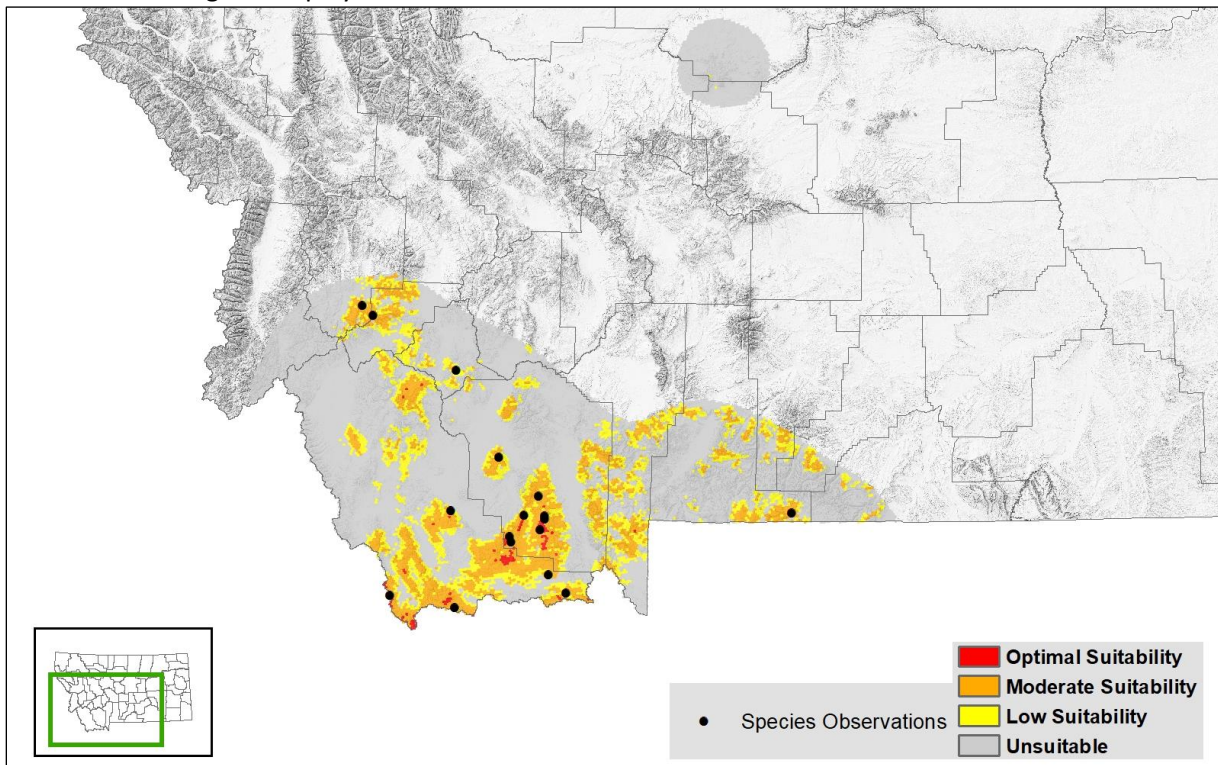 Optimal Suitability
Moderate Suitability
Species Observations
Low Suitability
Unsuitable